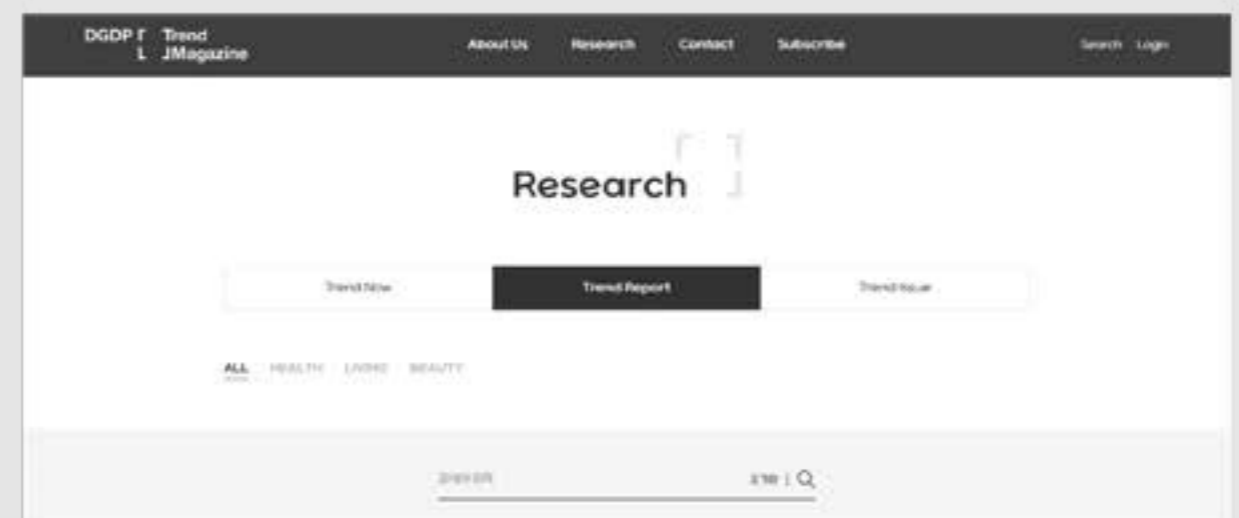 DGDP Trend
Magazine
About Us Research Contact Subscribe
Search Login
Research
Trend Now Trend Report Trend Issue
ALL HEALTH LIVING BEAUTY